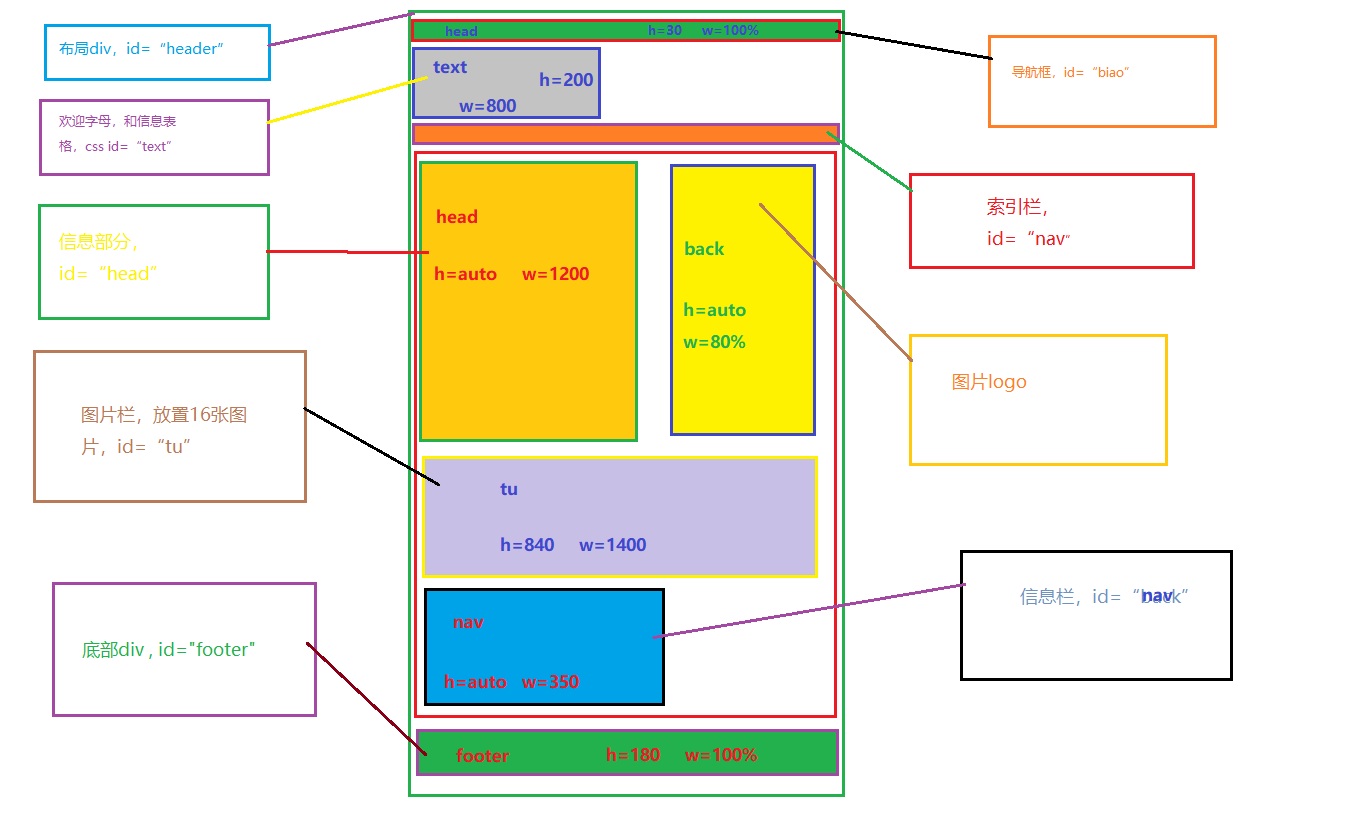 布局div，id=“header”
head h=30 w=100%
导航框，id=“biao”
text
h=200
w=800
欢迎字母，和信息表
格，css id=“text”
索引栏，
id=“nav“
信息部分，
id=“head”
head
h=auto w=1200
back
h=auto
w=80%
图片logo
图片栏，放置16张图
片，id=“tu”
tu
h=840 w=1400
底部div , id="footer"
nav
h=auto w=350
信息栏，id=“back”
nav
footer h=180 w=100%